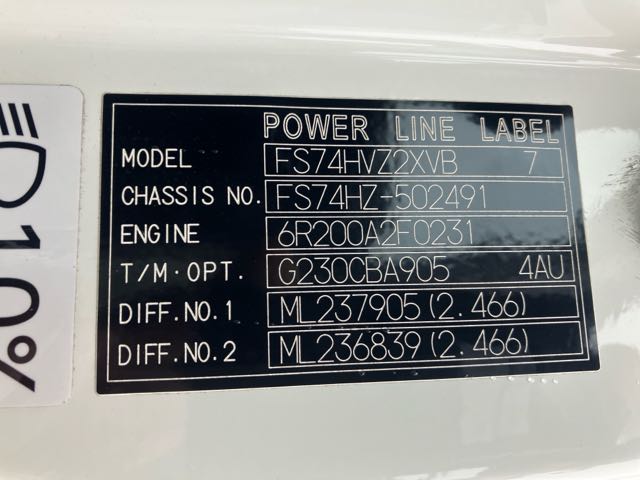 POWER LINE LABEL
MODEL FS74HVZ2XVB 7
CHASSIS NO. FS74HZ-502491
ENGINE 6R200A2F0231
T/M·OPT. G230CBA905 4AU
DIFF.NO.1 ML237905(2.466)
DIFF.NO.2 ML236839(2.466)
10%